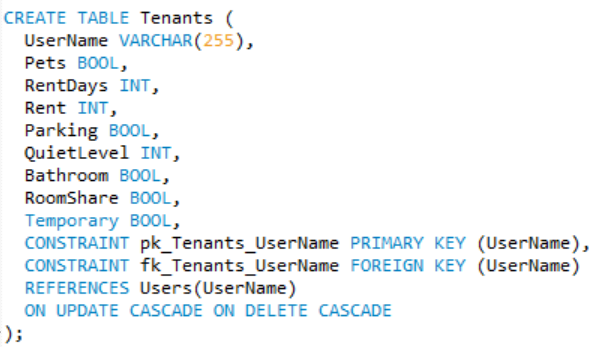 CREATE TABLE Tenants (
  UserName VARCHAR(255),
  Pets BOOL,
  RentDays INT,
  Rent INT,
  Parking BOOL,
  QuietLevel INT,
  Bathroom BOOL,
  RoomShare BOOL,
  Temporary BOOL,
  CONSTRAINT pk_Tenants_UserName PRIMARY KEY (UserName),
  CONSTRAINT fk_Tenants_UserName FOREIGN KEY (UserName)
  REFERENCES Users(UserName)
  ON UPDATE CASCADE ON DELETE CASCADE
);